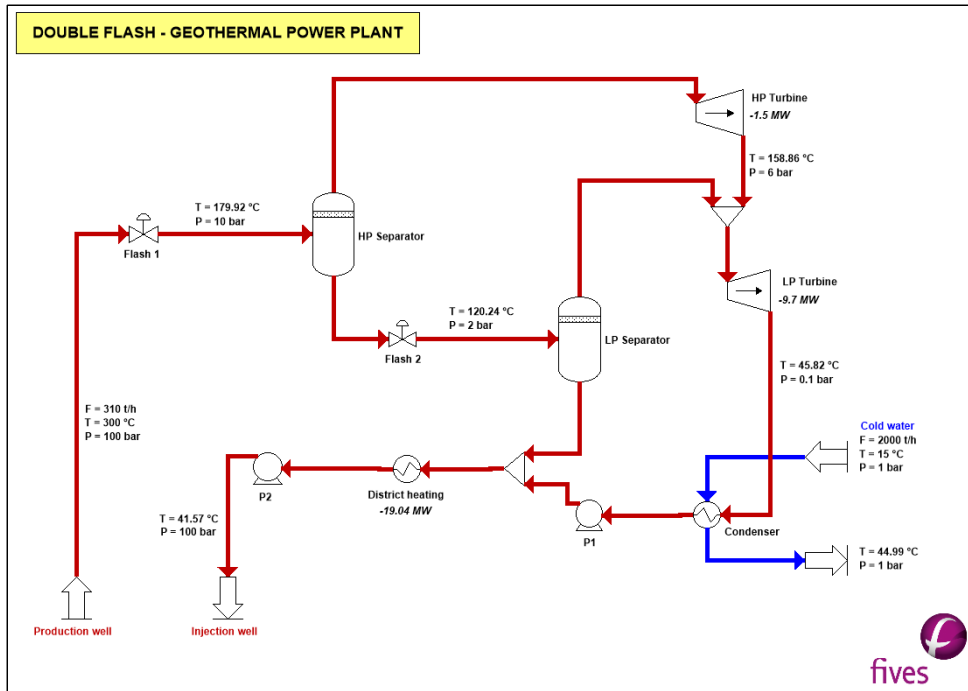 DOUBLE FLASH - GEOTHERMAL POWER PLANT
HP Turbine
-1.5 MW
T = 158.86 °C
P = 6 bar
T = 179.92 °C
P = 10 bar
Flash 1
HP Separator
LP Turbine
-9.7 MW
T = 120.24 °C
P = 2 bar
Flash 2
LP Separator
T = 45.82 °C
P = 0.1 bar
F = 310 t/h
T = 300 °C
P = 100 bar
Cold water
F = 2000 t/h
T = 15 °C
P = 1 bar
P2
District heating
-19.04 MW
P1
Condenser
T = 41.57 °C
P = 100 bar
T = 44.99 °C
P = 1 bar
Production well
Injection well
fives